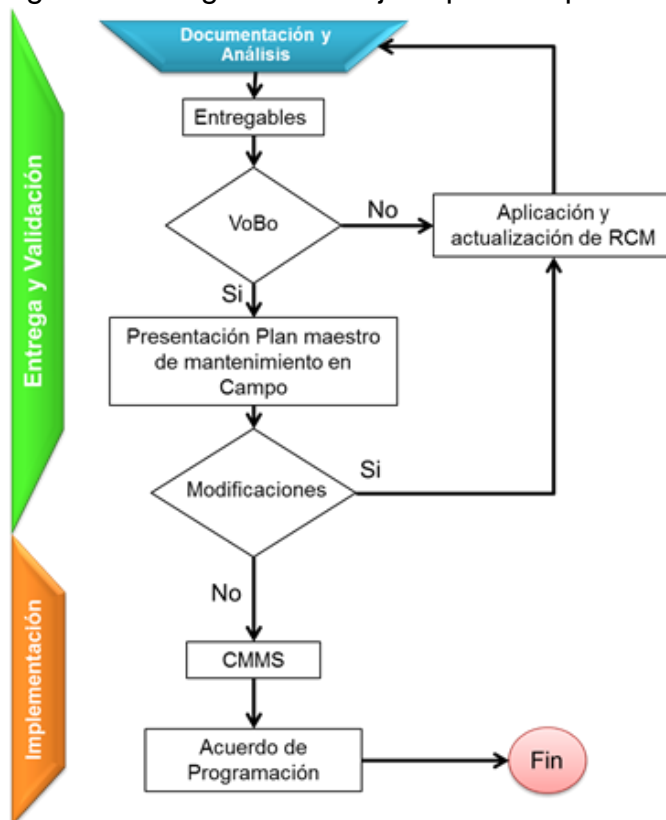 Documentación y
Análisis
Entregables
VoBo
No
Aplicación y
actualización de RCM
Si
Presentación Plan maestro
de mantenimiento en
Campo
Modificaciones
Si
No
CMMS
Acuerdo de
Programación
Fin
Entrega y Validación
Implementación